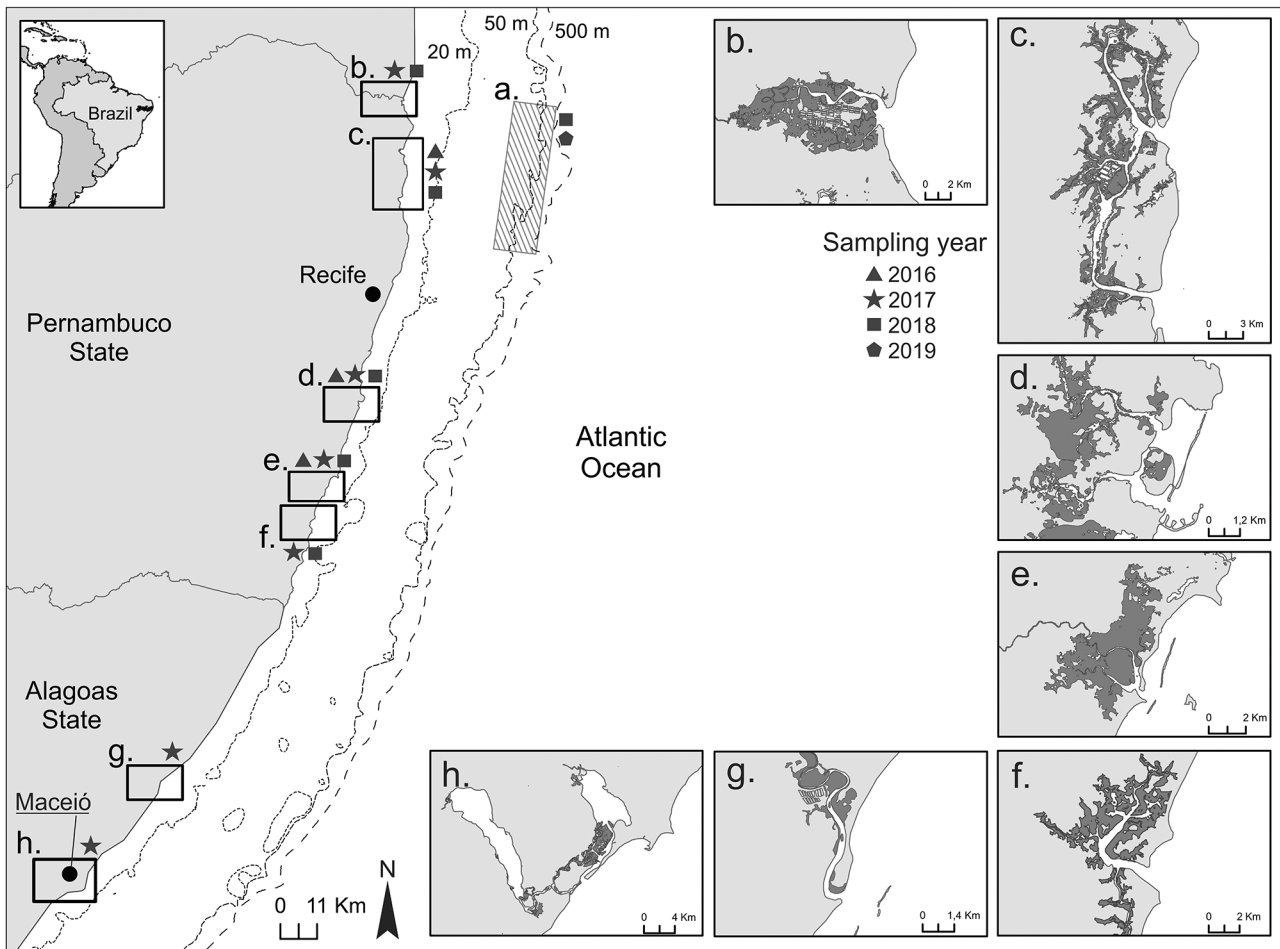 Brazil
50 m
500 m
20 m
b.
a.
c.
Recife
Pernambuco
State
d.
e.
f.
Atlantic
Ocean
Alagoas
State
g.
Maceió
h.
0 11 Km
N
Sampling year
2016
2017
2018
2019
b.
0 2 Km
c.
0 3 Km
d.
0 1,2 Km
e.
0 2 Km
h.
0 4 Km
g.
0 1,4 Km
f.
0 2 Km